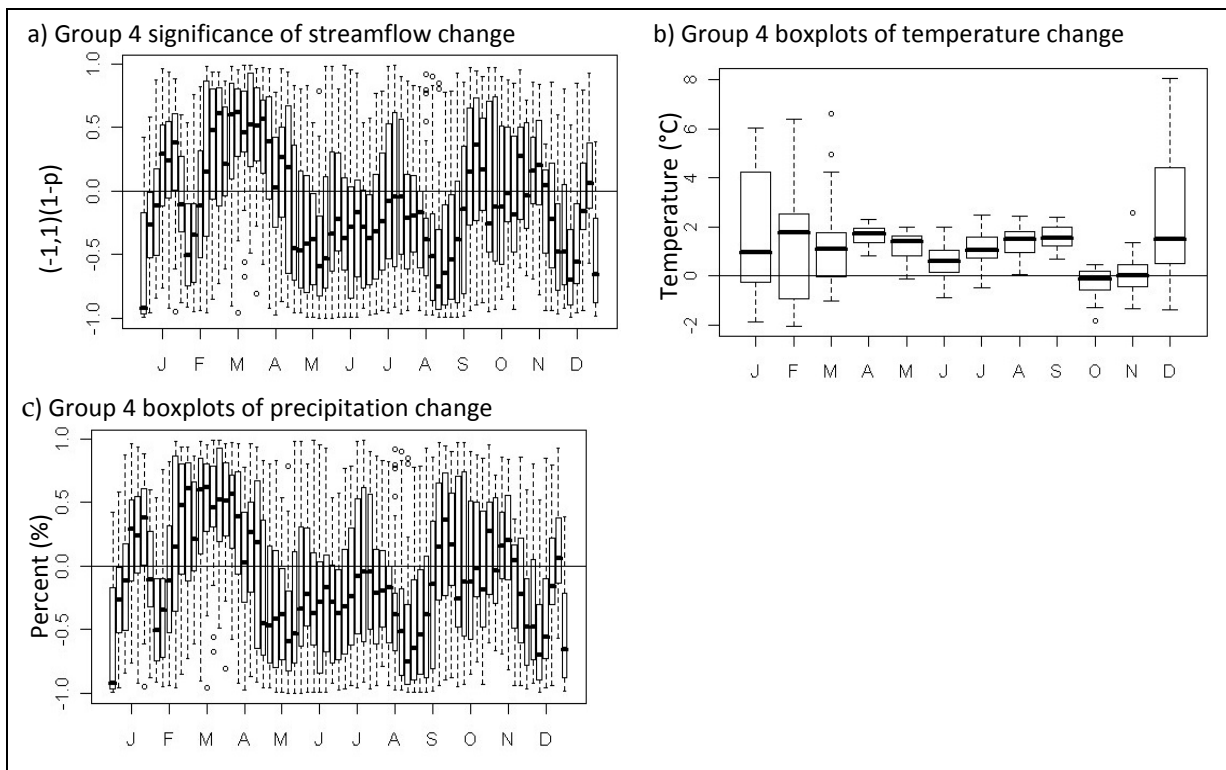 a) Group 4 significance of streamflow change
(-1,1)(1-p)
1.0
0.5
0.0
-0.5
-1.0
J F M A M J J A S O N D
b) Group 4 boxplots of temperature change
Temperature (°C)
8
6
4
2
0
-2
J F M A M J J A S O N D
c) Group 4 boxplots of precipitation change
Percent (%)
1.0
0.5
0.0
-0.5
-1.0
J F M A M J J A S O N D